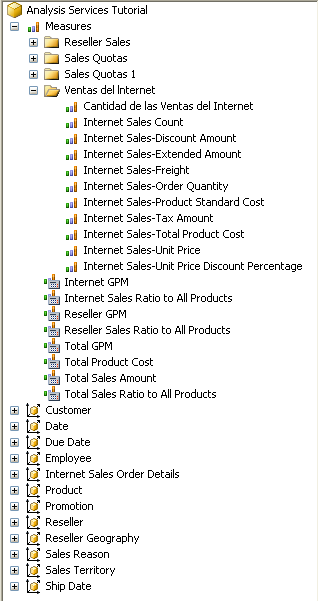 Analysis Services Tutorial
Measures
Reseller Sales
Sales Quotas
Sales Quotas 1
Ventas del Internet
Cantidad de las Ventas del Internet
Internet Sales Count
Internet Sales-Discount Amount
Internet Sales-Extended Amount
Internet Sales-Freight
Internet Sales-Order Quantity
Internet Sales-Product Standard Cost
Internet Sales-Tax Amount
Internet Sales-Total Product Cost
Internet Sales-Unit Price
Internet Sales-Unit Price Discount Percentage
Internet GPM
Internet Sales Ratio to All Products
Reseller GPM
Reseller Sales Ratio to All Products
Total GPM
Total Product Cost
Total Sales Amount
Total Sales Ratio to All Products
Customer
Date
Due Date
Employee
Internet Sales Order Details
Product
Promotion
Reseller
Reseller Geography
Sales Reason
Sales Territory
Ship Date